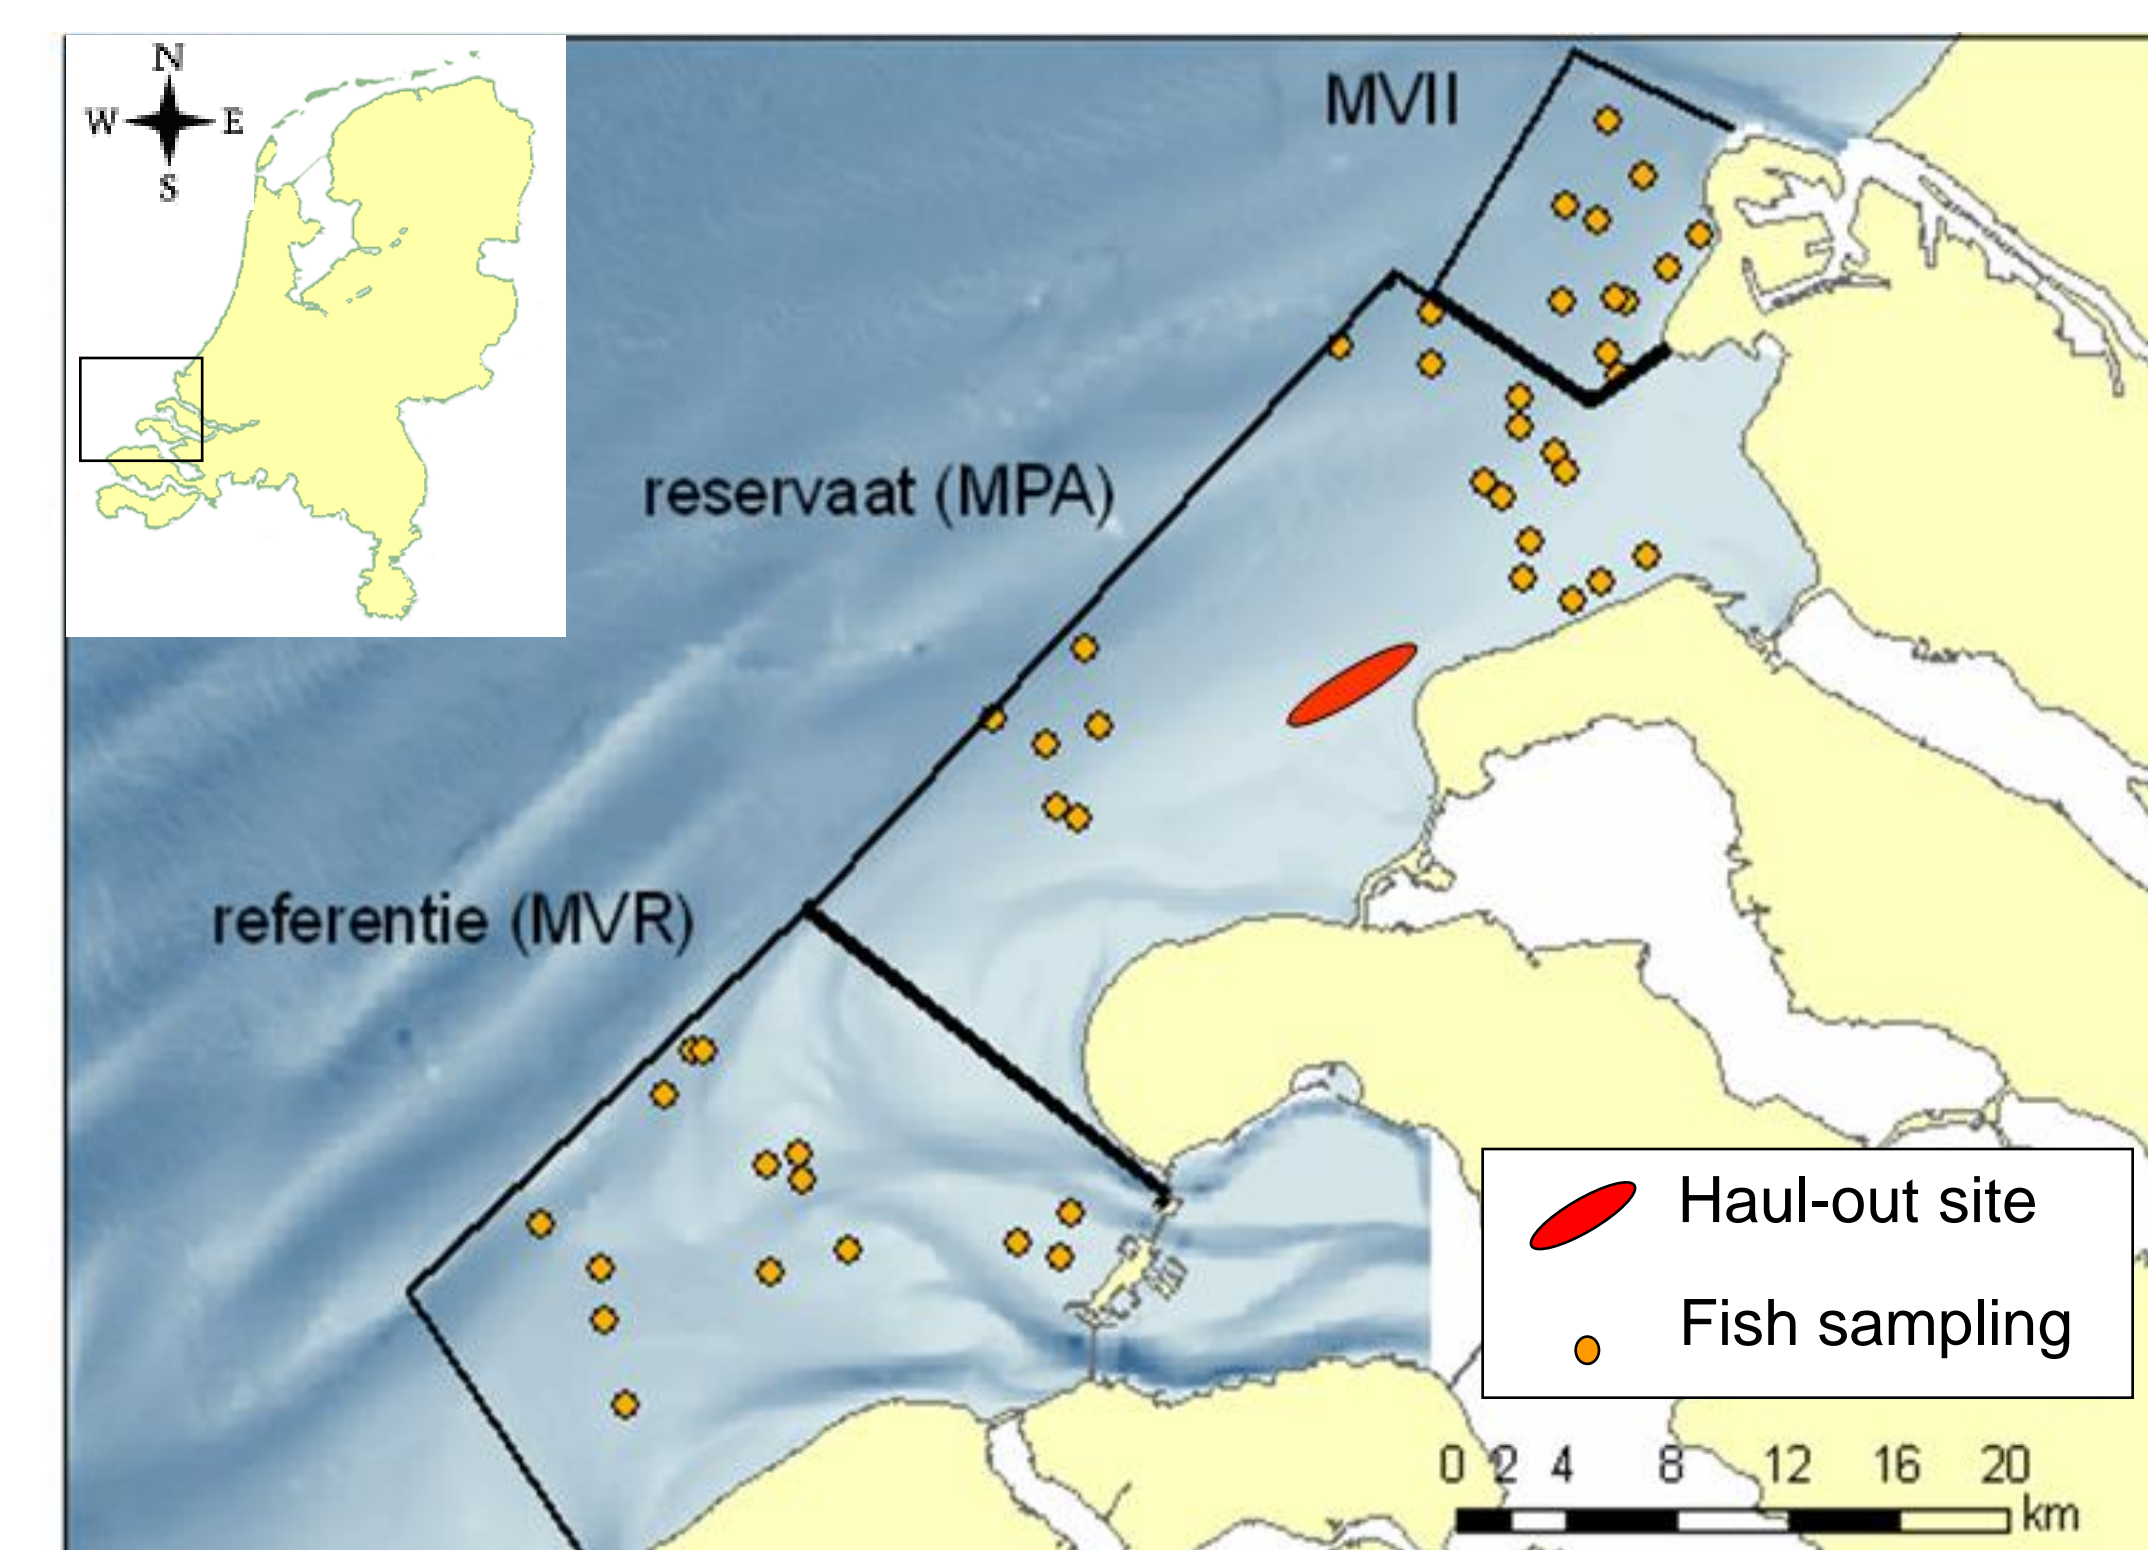 N
W E
S
MVII
reservaat (MPA)
referentie (MVR)
Haul-out site
Fish sampling
0 2 4 8 12 16 20
km